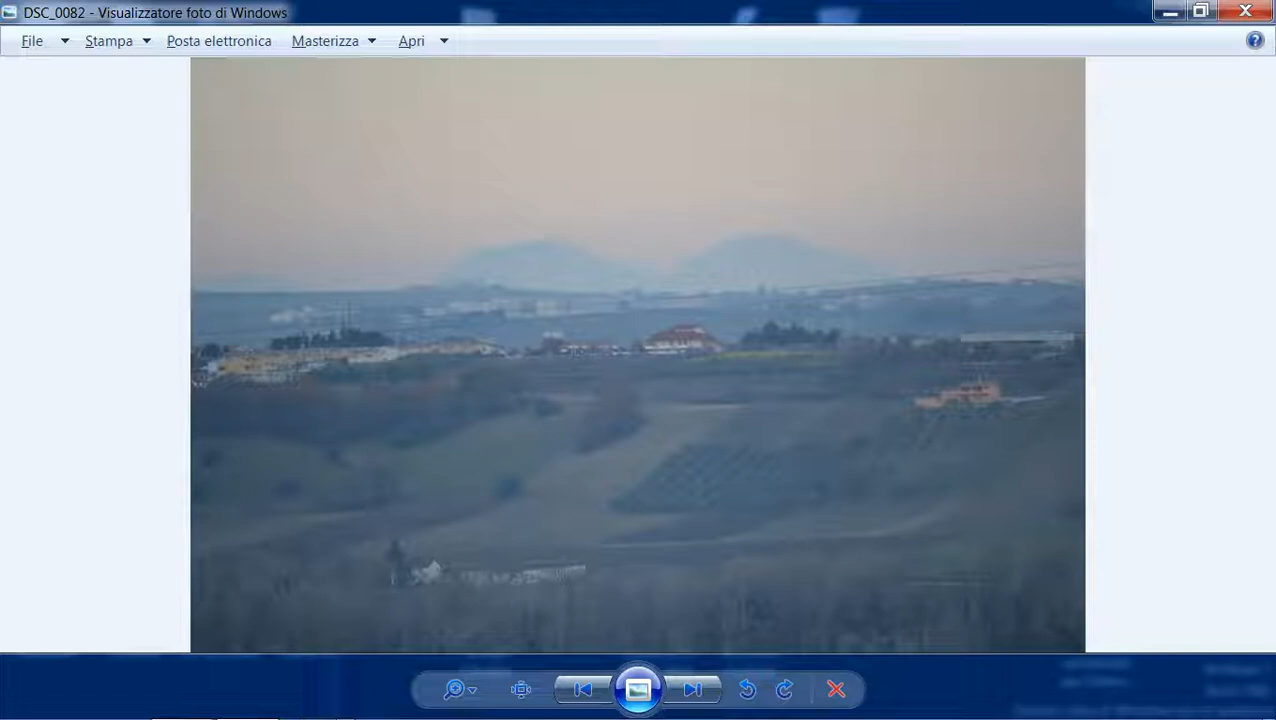 DSC_0082 - Visualizzatore foto di Windows
File Stampa Posta elettronica Masterizza Apri